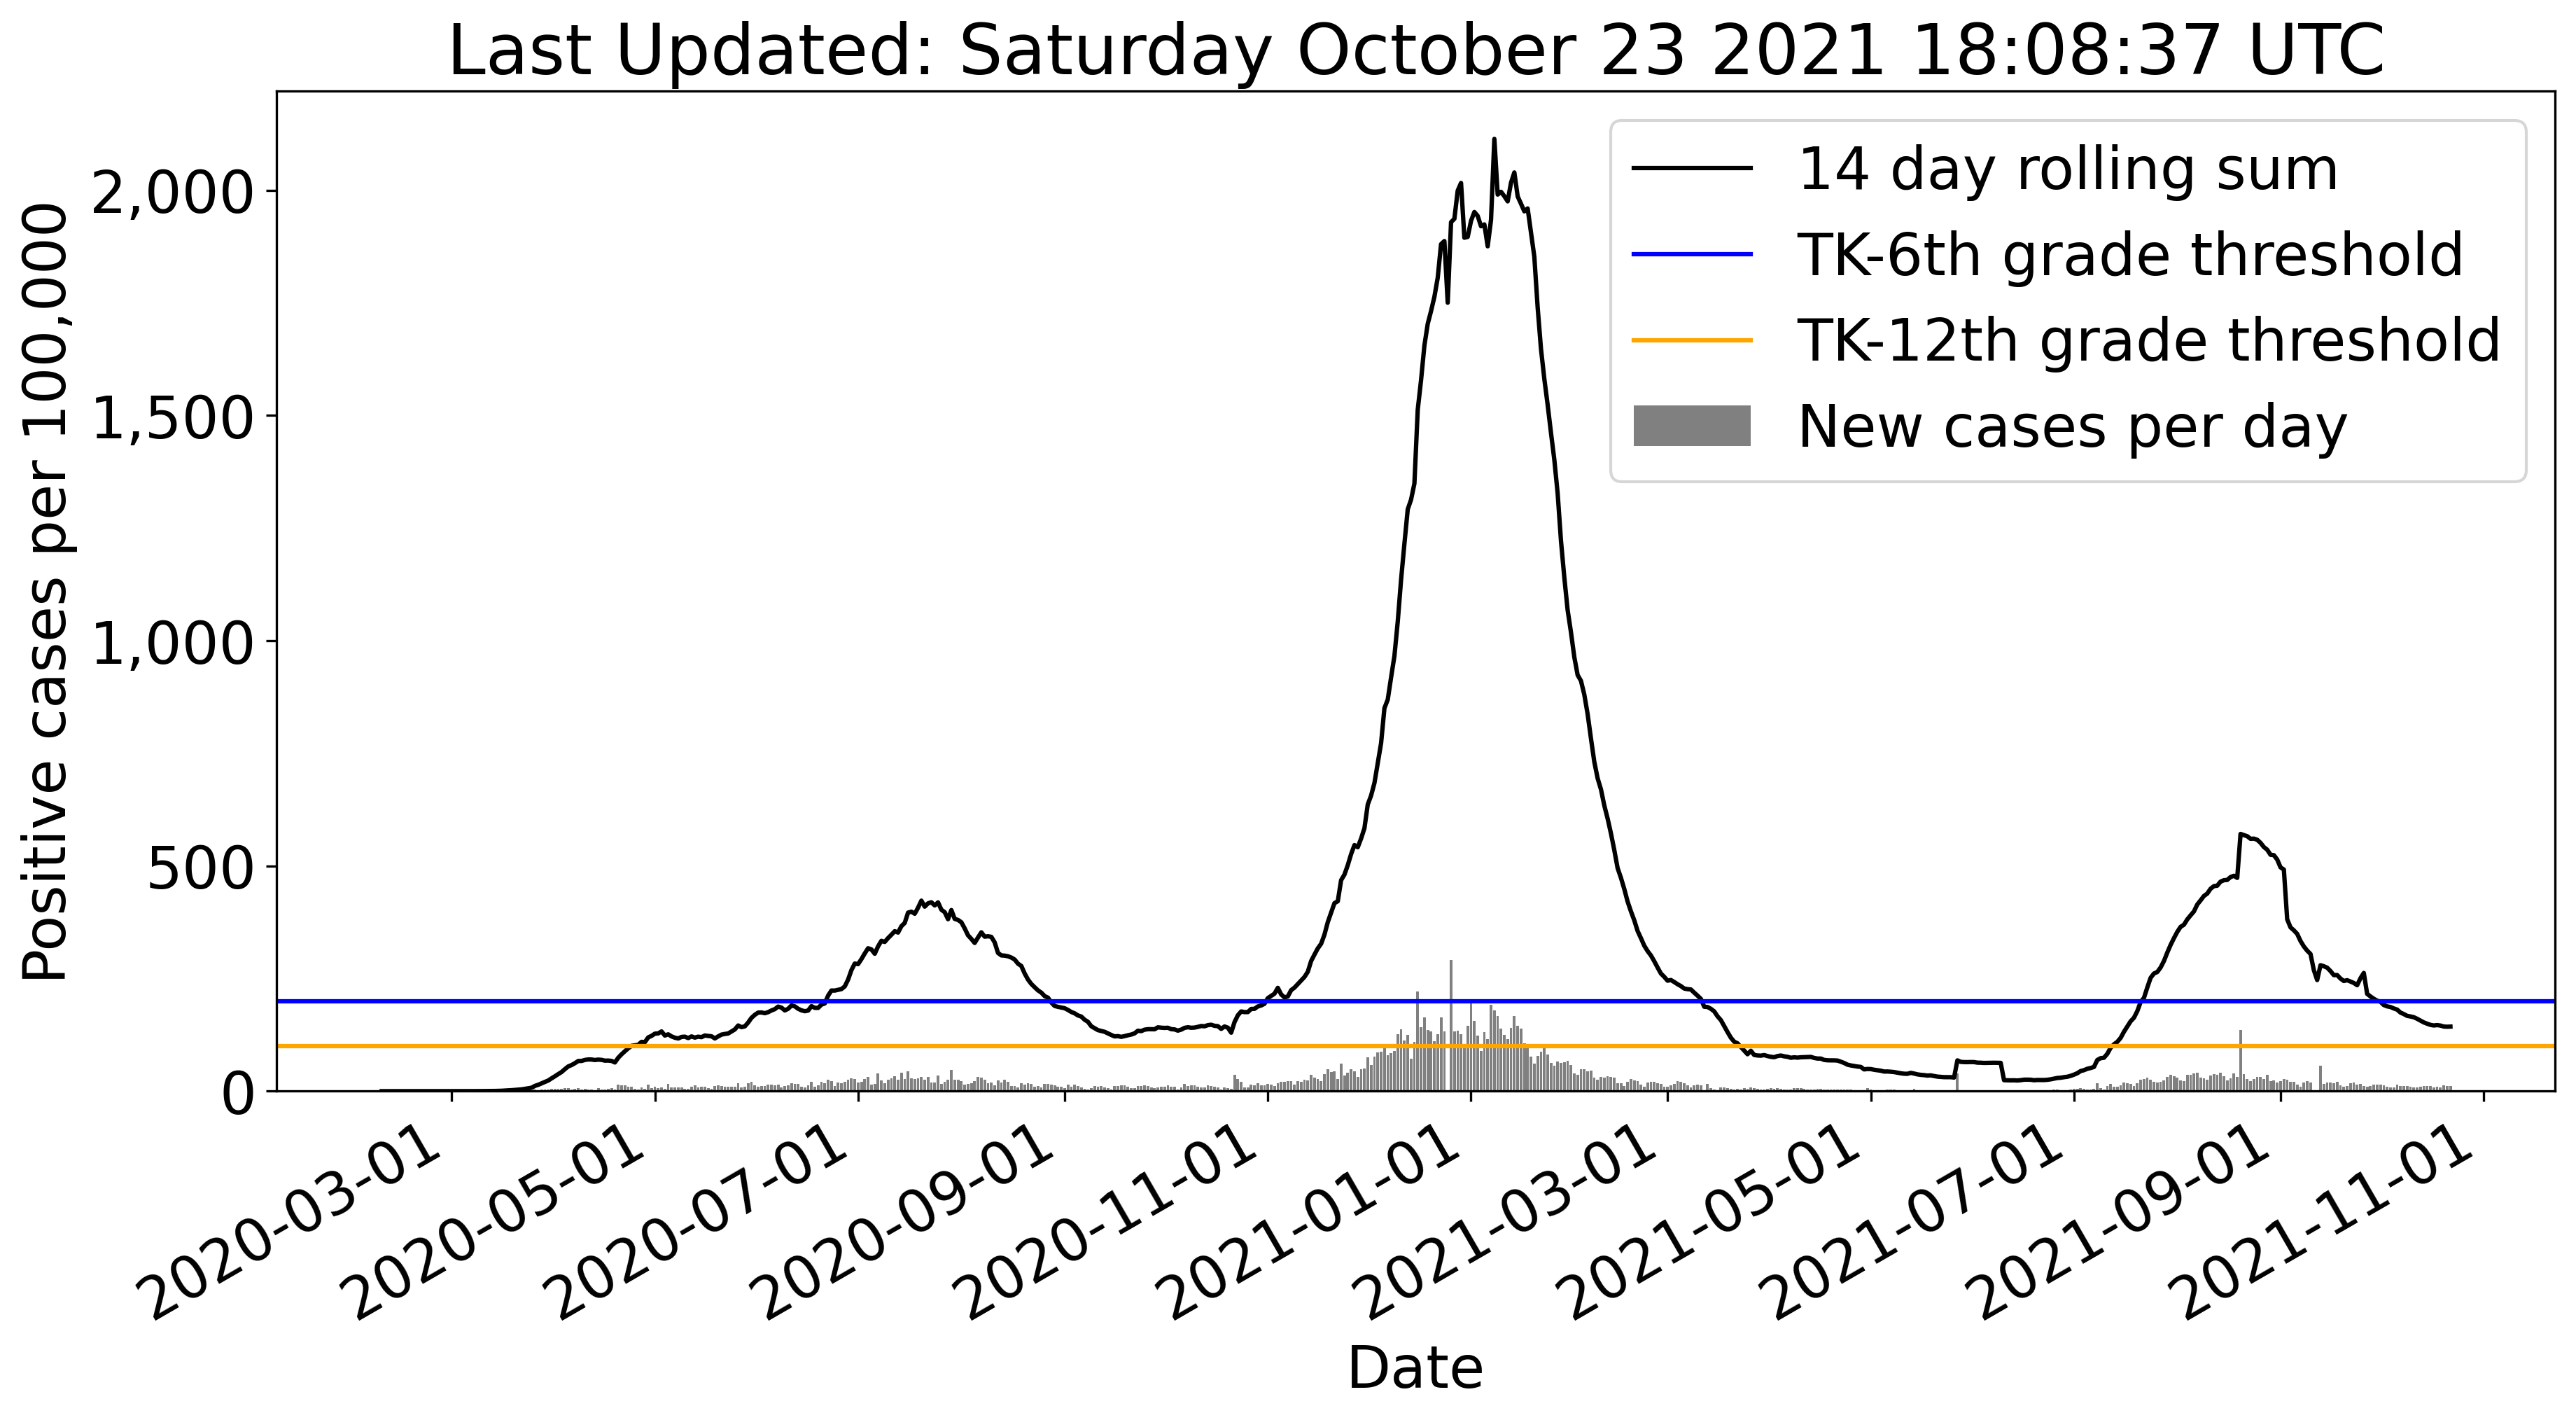 Last Updated: Saturday October 23 2021 18:08:37 UTC
Positive cases per 100,000
2,000
1,500
1,000
500
0
14 day rolling sum
TK-6th grade threshold
TK-12th grade threshold
New cases per day
2020-03-01
2020-05-01
2020-07-01
2020-09-01
2020-11-01
2021-01-01
2021-03-01
2021-05-01
2021-07-01
2021-09-01
2021-11-01
Date